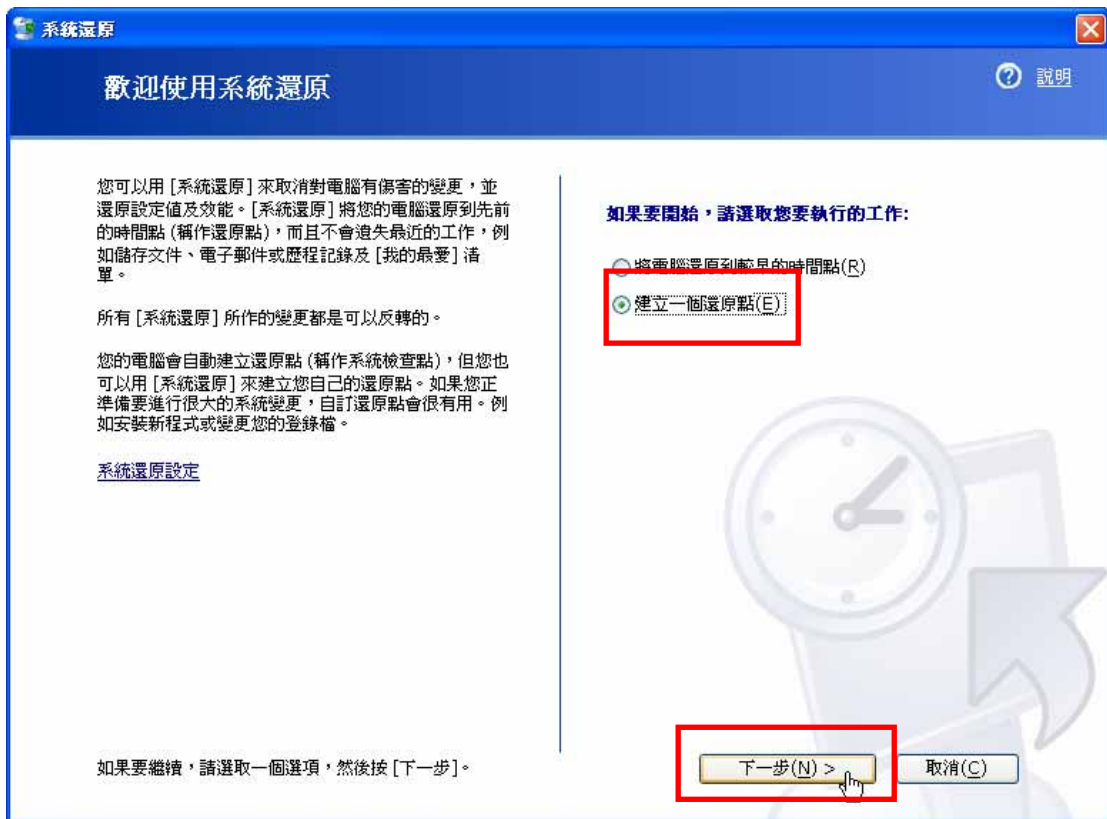 系統還原
歡迎使用系統還原
說明
您可以用 [系統還原] 來取消對電腦有傷害的變更，並
還原設定值及效能。[系統還原] 將您的電腦還原到先前
的時間點 (稱作還原點)，而且不會遺失最近的工作，例
如儲存文件、電子郵件或歷程記錄及 [我的最愛] 清
單。
所有 [系統還原] 所作的變更都是可以反轉的。
您的電腦會自動建立還原點 (稱作系統檢查點)，但您也
可以用 [系統還原] 來建立您自己的還原點。如果您正
準備要進行很大的系統變更，自訂還原點會很有用。例
如安裝新程式或變更您的登錄檔。
系統還原設定
如果要開始，請選取您要執行的工作:
將電腦還原到較早的時間點(R)
建立一個還原點(E)
如果要繼續，請選取一個選項，然後按 [下一步]。
下一步(N) >
取消(C)